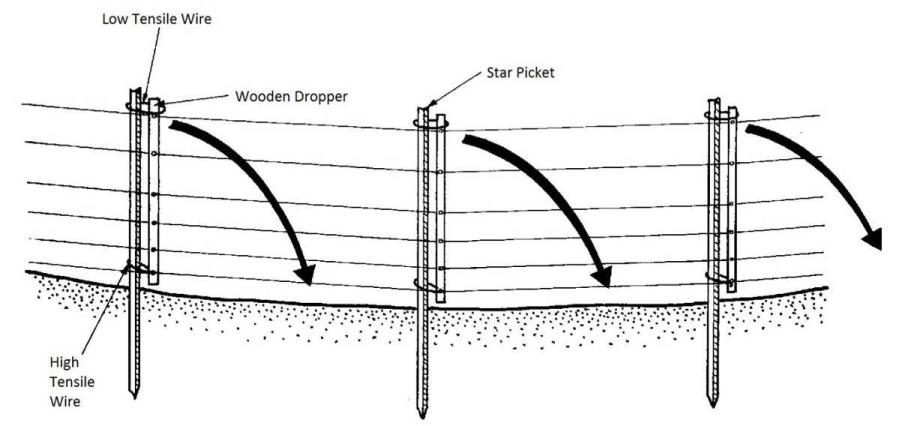 Low Tensile Wire
Star Picket
Wooden Dropper
High
Tensile
Wire